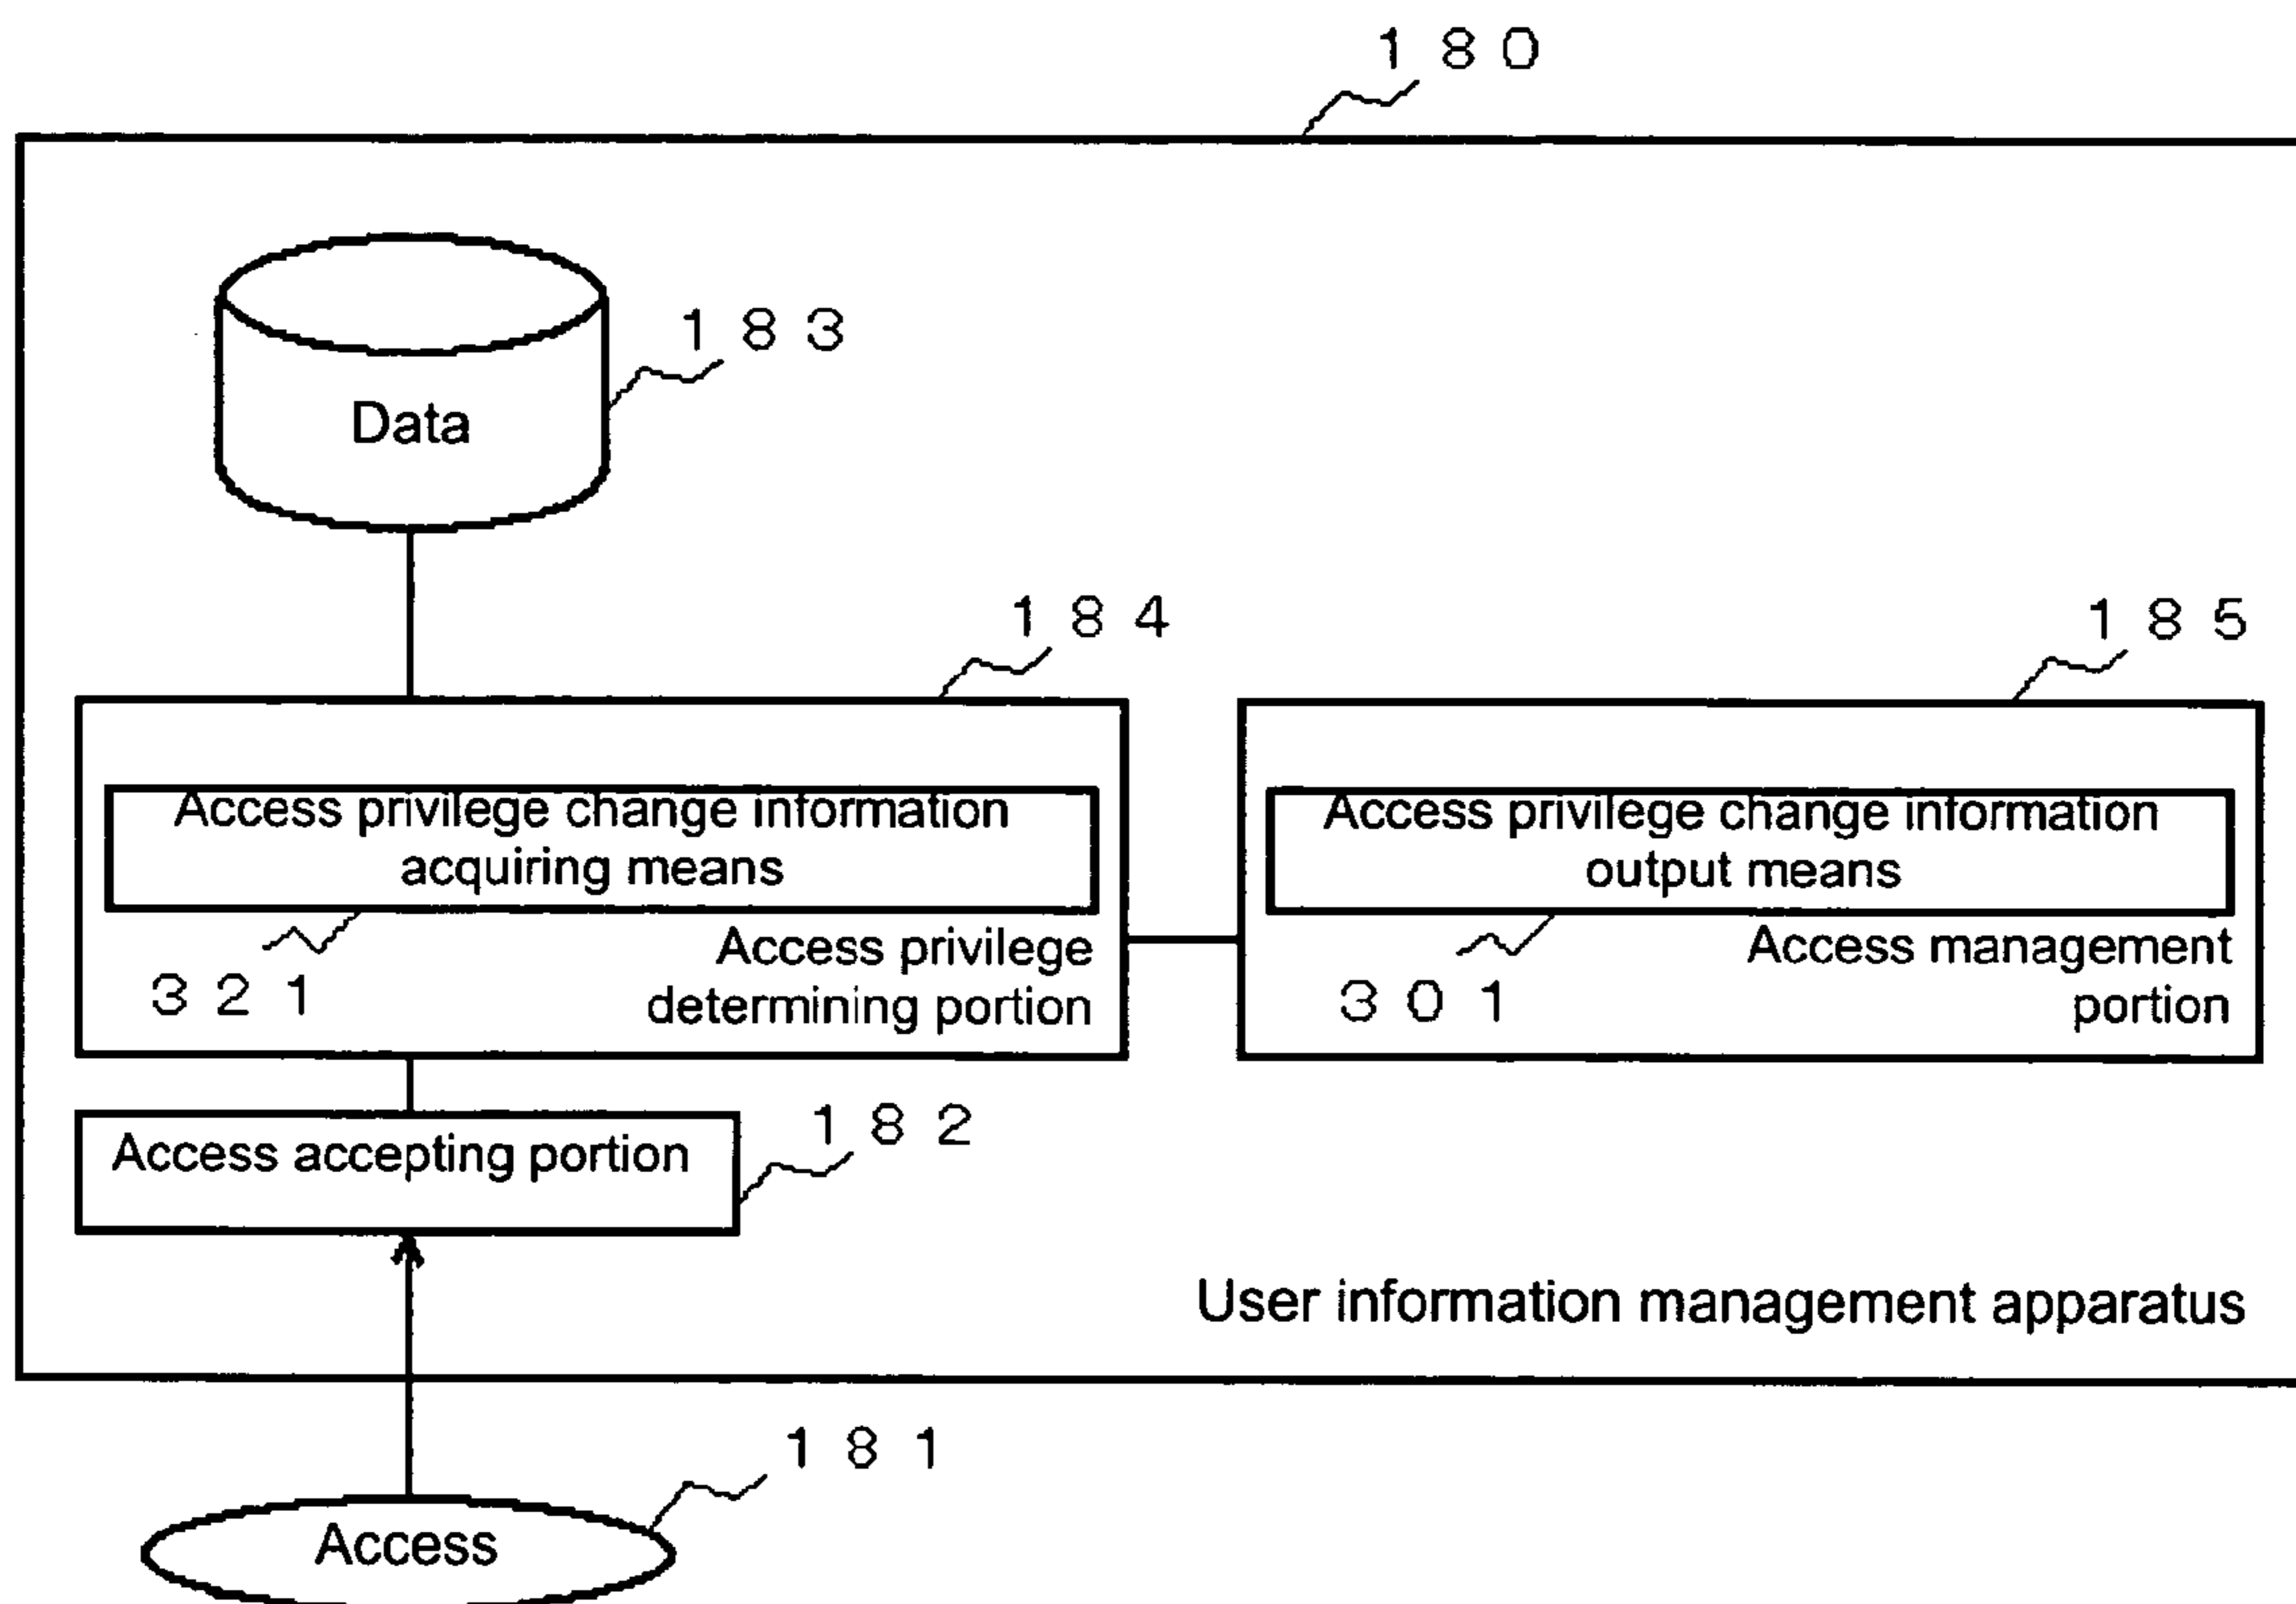 180
183
Data
184
185
Access privilege change information
acquiring means
Access privilege change information
output means
321
Access privilege
determining portion
301
Access management
portion
182
Access accepting portion
User information management apparatus
181
Access